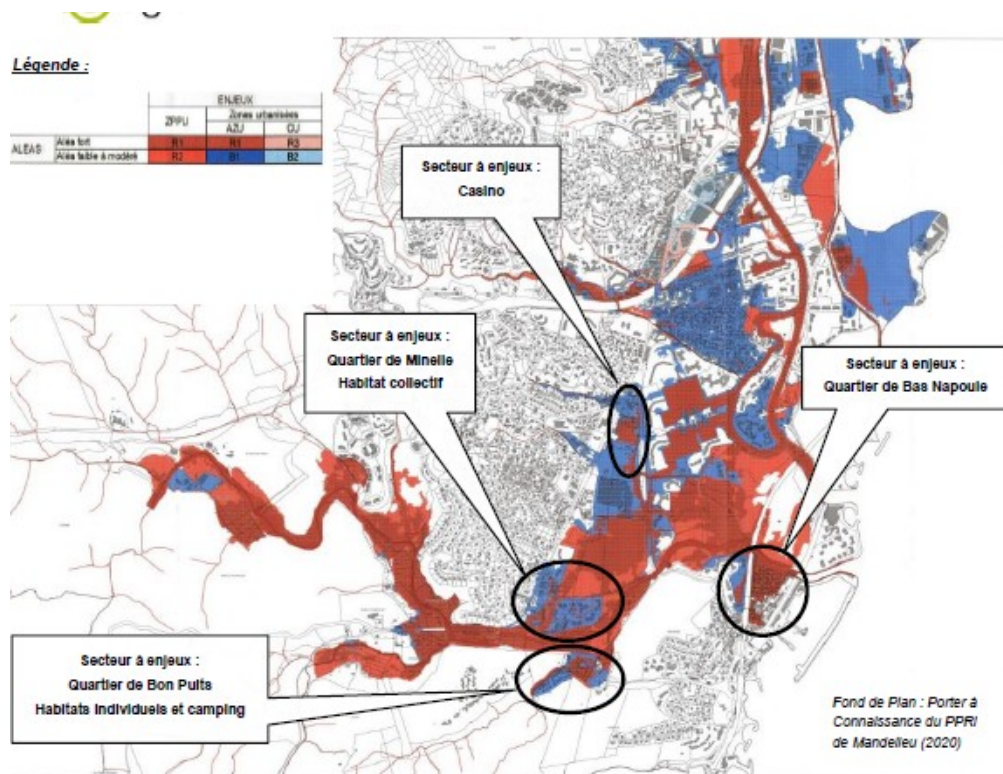 Légende :
ENJEUX
ZPPU
Zones urbanisées
AZU
CU
ALEAS
Aléa fort
R1
R1
R3
Aléa faible à modéré
R2
B1
B2
Secteur à enjeux :
Casino
Secteur à enjeux :
Quartier de Minelle
Habitat collectif
Secteur à enjeux :
Quartier de Bas Napoule
Secteur à enjeux :
Quartier de Bon Puits
Habitats Individuels et camping
Fond de Plan : Porter à
Connaissance du PPRI
de Mandelieu (2020)